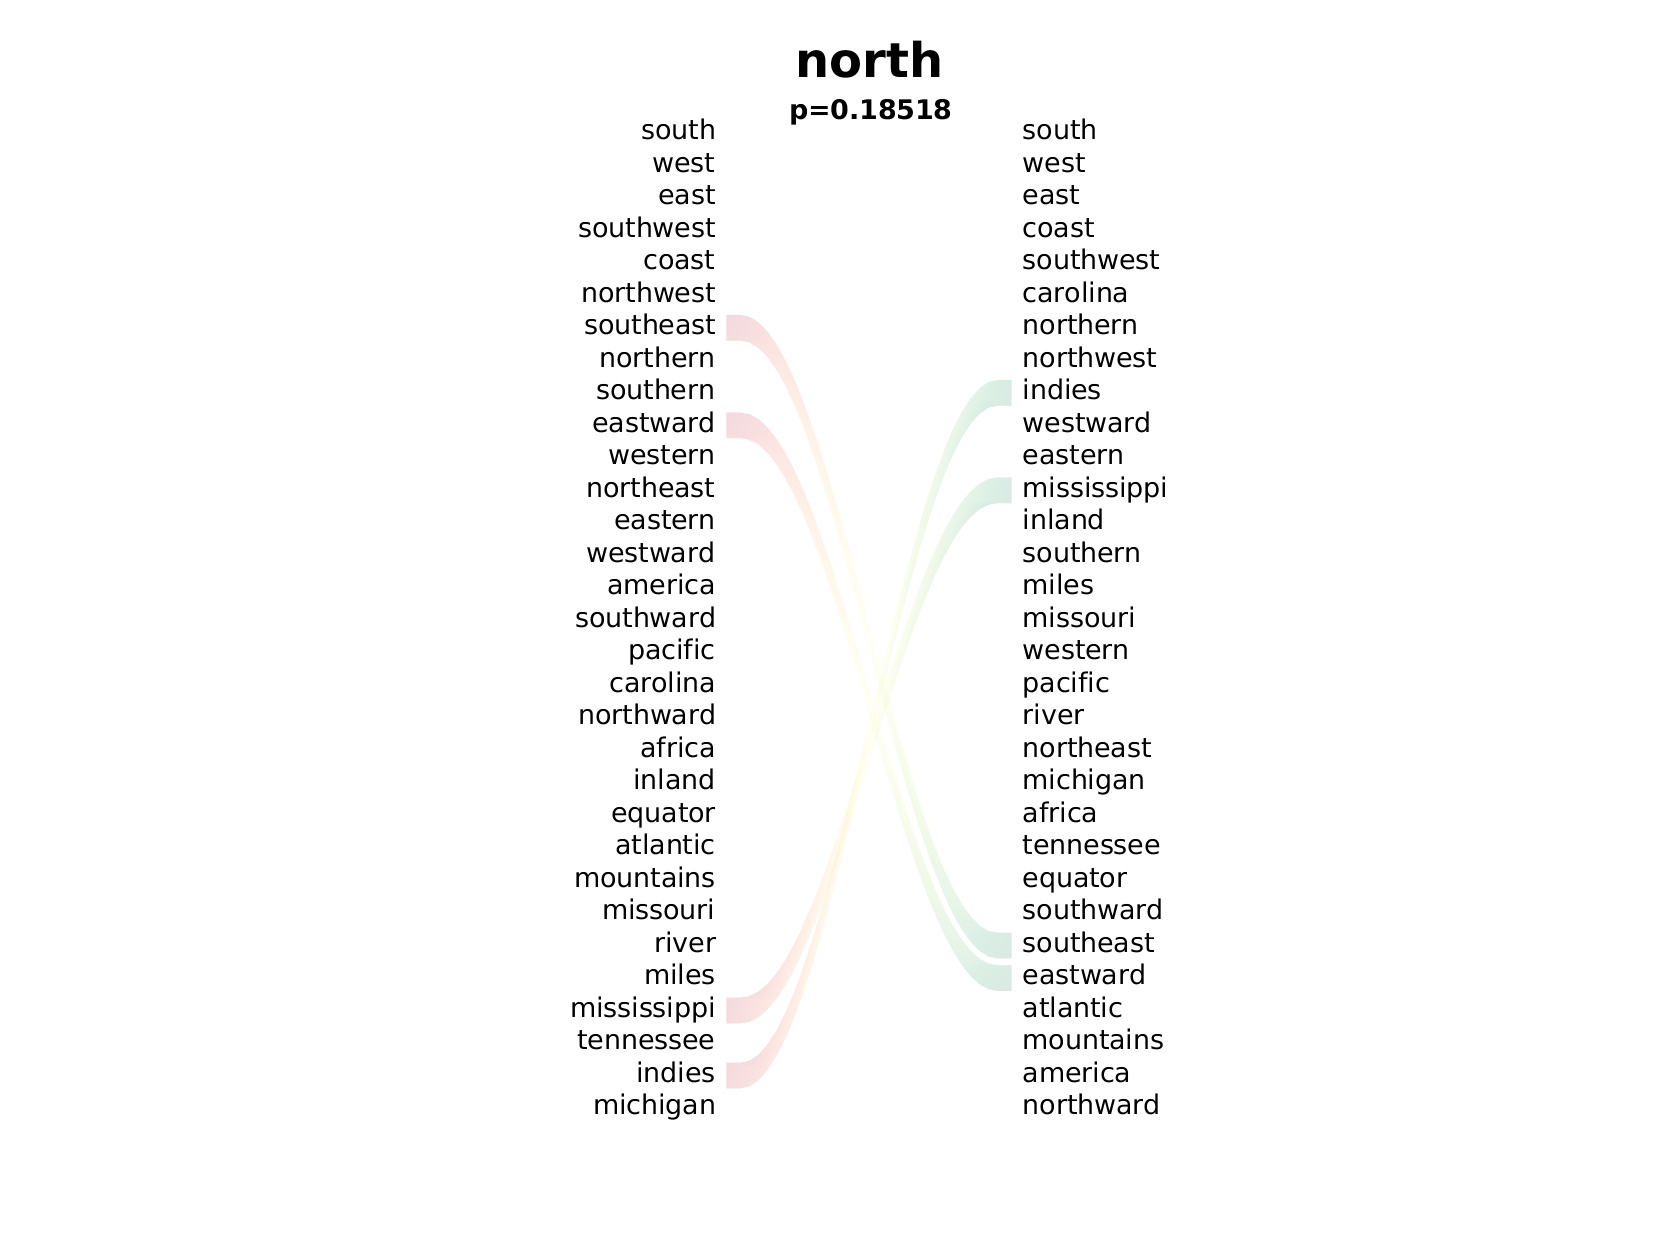 north
p=0.18518
south south
west west
east east
southwest coast
coast southwest
northwest carolina
southeast northern
northern northwest
southern indies
eastward westward
western eastern
northeast mississippi
eastern inland
westward southern
america miles
southward missouri
pacific western
carolina pacific
northward river
africa northeast
inland michigan
equator africa
atlantic tennessee
mountains equator
missouri southward
river southeast
miles eastward
mississippi atlantic
tennessee mountains
indies america
michigan northward